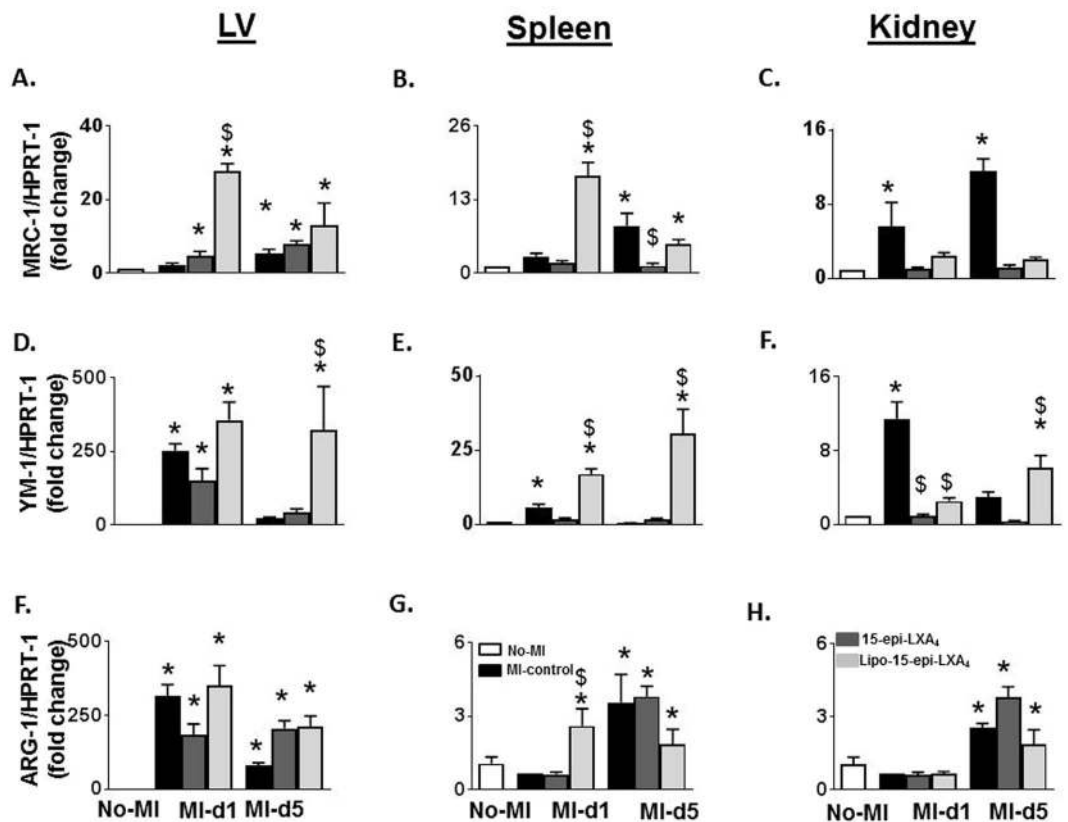 LV
Spleen
Kidney
A.
B.
C.
MRC-1/HPRT-1
(fold change)
40
20
0
*
$
*
*
*
*
26
13
0
$
*
*
$
*
16
8
0
*
*
D.
E.
F.
YM-1/HPRT-1
(fold change)
500
250
0
*
*
*
$
*
50
25
0
*
$
*
$
*
16
8
0
*
$
$
$
*
F.
G.
H.
ARG-1/HPRT-1
(fold change)
500
250
0
*
*
*
*
*
*
6
3
0
No-MI
MI-control
$
*
*
*
*
6
3
0
15-epi-LXA4
Lipo-15-epi-LXA4
*
*
*
No-MI MI-d1 MI-d5
No-MI MI-d1 MI-d5
No-MI MI-d1 MI-d5